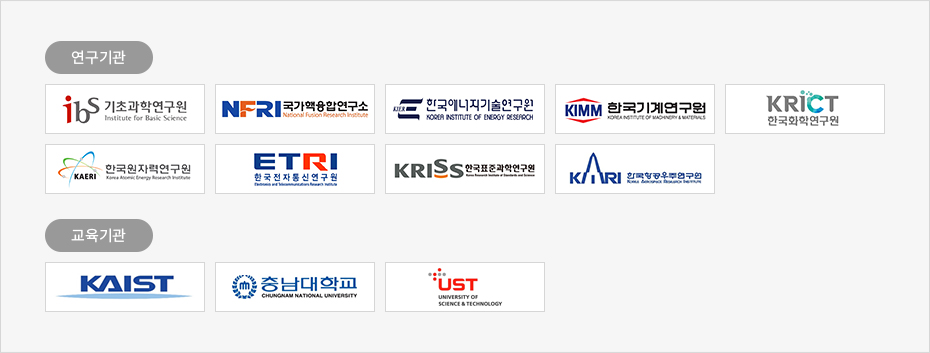 연구기관
ibs 기초과학연구원
Institute for Basic Science
NFRI 국가핵융합연구소
National Fusion Research Institute
KIER 한국에너지기술연구원
KOREA INSTITUTE OF ENERGY RESEARCH
KIMM 한국기계연구원
KOREA INSTITUTE OF MACHINERY & MATERIALS
KRICT
한국화학연구원
KAERI 한국원자력연구원
Korea Atomic Energy Research Institute
ETRI
한국전자통신연구원
Electronics and Telecommunications Research Institute
KRISS 한국표준과학연구원
Korea Research Institute of Standards and Science
KARI 한국항공우주연구원
KOREA AEROSPACE RESEARCH INSTITUTE
교육기관
KAIST
충남대학교
CHUNGNAM NATIONAL UNIVERSITY
UST
UNIVERSITY OF
SCIENCE & TECHNOLOGY